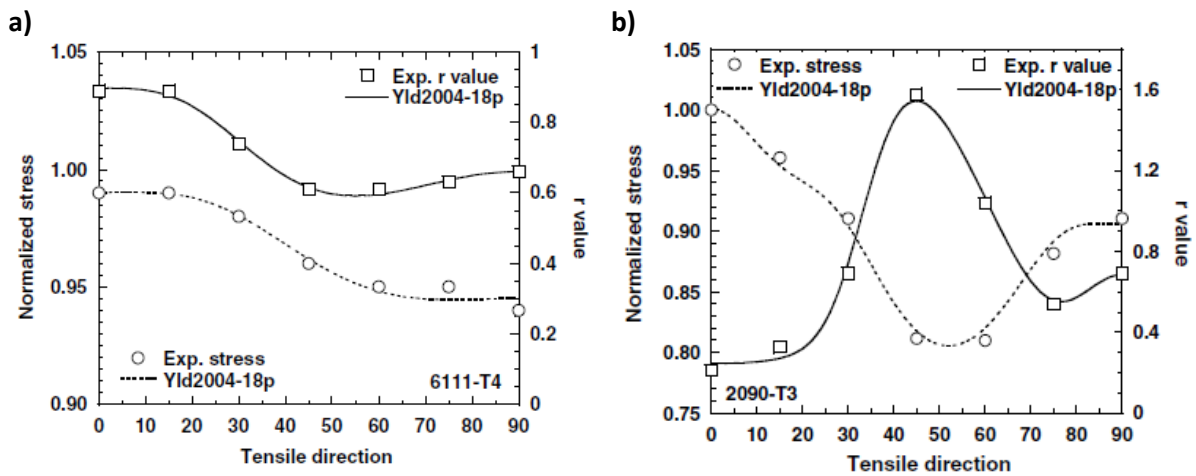 a)
1.05
1.00
0.95
0.90
Normalized stress
1
0.8
0.6
0.4
0.2
0
r value
Exp. r value
Yld2004-18p
Exp. stress
Yld2004-18p
6111-T4
0 10 20 30 40 50 60 70 80 90
Tensile direction
b)
1.05
1.00
0.95
0.90
0.85
0.80
0.75
Normalized stress
1.6
1.2
0.8
0.4
0
r value
Exp. stress
Yld2004-18p
Exp. r value
Yld2004-18p
2090-T3
0 10 20 30 40 50 60 70 80 90
Tensile direction